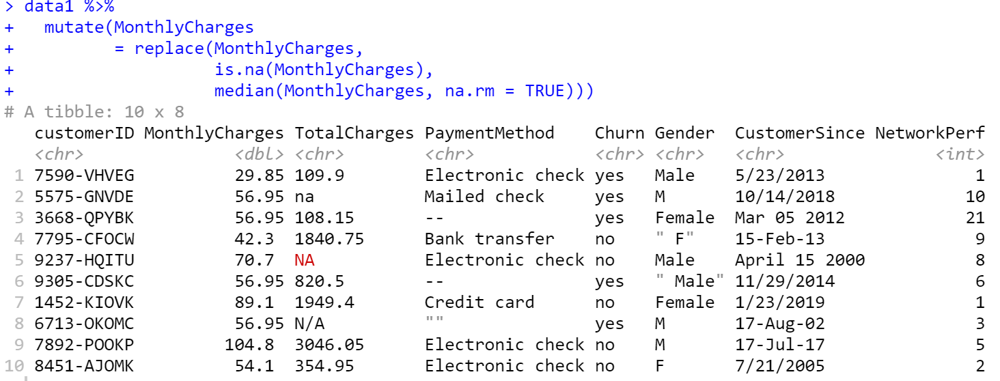 > data1 %>%
+   mutate(MonthlyCharges
+          = replace(MonthlyCharges,
+                    is.na(MonthlyCharges),
+                    median(MonthlyCharges, na.rm = TRUE)))
# A tibble: 10 x 8
   customerID MonthlyCharges TotalCharges PaymentMethod    Churn Gender  CustomerSince NetworkPerf
   <chr>               <dbl> <chr>        <chr>            <chr> <chr>   <chr>               <int>
 1 7590-VHVEG          29.85 109.9        Electronic check yes   Male    5/23/2013               1
 2 5575-GNVDE          56.95 na           Mailed check     yes   M       10/14/2018             10
 3 3668-QPYBK          56.95 108.15       --               yes   Female  Mar 05 2012            21
 4 7795-CFOCW          42.3  1840.75      Bank transfer    no    " F"    15-Feb-13               9
 5 9237-HQITU          70.7  NA           Electronic check no    Male    April 15 2000           8
 6 9305-CDSKC          56.95 820.5        --               yes   " Male" 11/29/2014              6
 7 1452-KIOVK          89.1  1949.4       Credit card      no    Female  1/23/2019               1
 8 6713-OKOMC          56.95 N/A          ""               yes   M       17-Aug-02               3
 9 7892-POOKP         104.8  3046.05      Electronic check no    M       17-Jul-17               5
10 8451-AJOMK          54.1  354.95       Electronic check no    F       7/21/2005               2